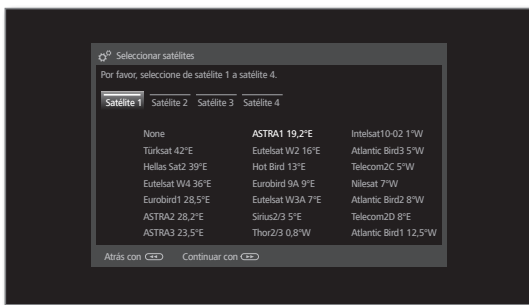 Seleccionar satélites
Por favor, seleccione de satélite 1 a satélite 4.
Satélite 1 Satélite 2 Satélite 3 Satélite 4
None ASTRA1 19,2°E Intelsat10-02 1°W
Türksat 42°E Eutelsat W2 16°E Atlantic Bird3 5°W
Hellas Sat2 39°E Hot Bird 13°E Telecom2C 5°W
Eutelsat W4 36°E Eurobird 9A 9°E Nilesat 7°W
Eurobird1 28,5°E Eutelsat W3A 7°E Atlantic Bird2 8°W
ASTRA2 28,2°E Sirius2/3 5°E Telecom2D 8°E
ASTRA3 23,5°E Thor2/3 0,8°W Atlantic Bird1 12,5°W
Atrás con Continuar con